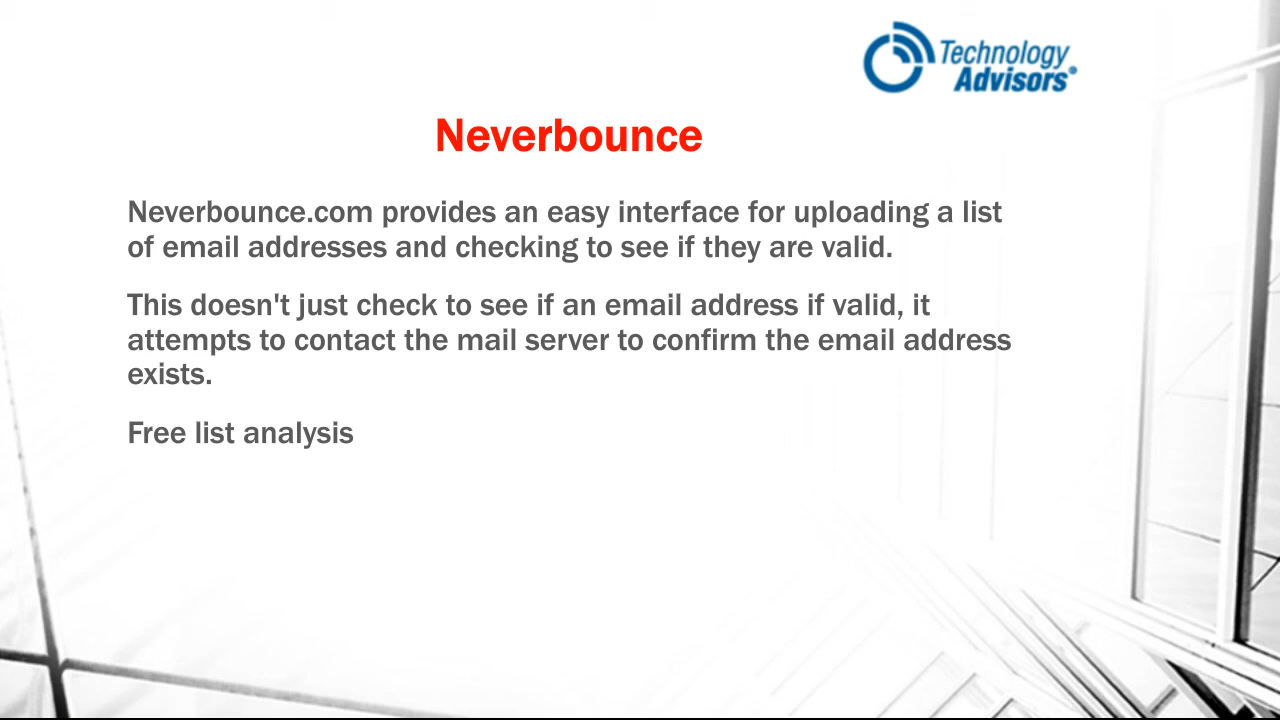 Technology
Advisors®
Neverbounce
Neverbounce.com provides an easy interface for uploading a list
of email addresses and checking to see if they are valid.
This doesn't just check to see if an email address if valid, it
attempts to contact the mail server to confirm the email address
exists.
Free list analysis